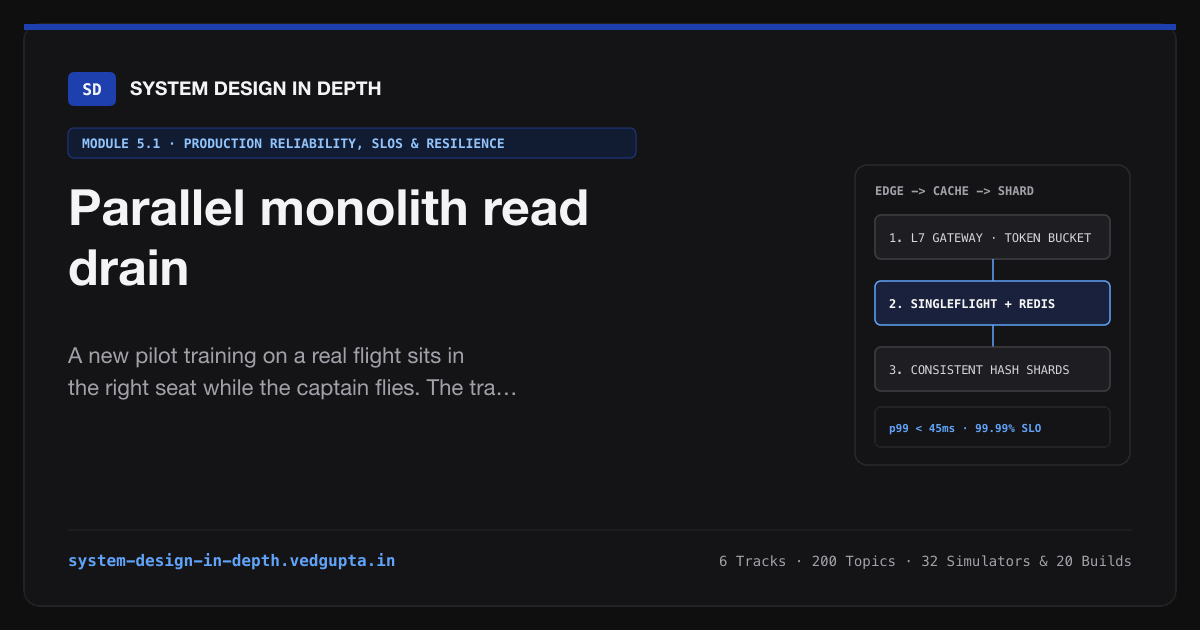 SD
SYSTEM DESIGN IN DEPTH
MODULE 5.1 · PRODUCTION RELIABILITY, SLOS & RESILIENCE
Parallel monolith read
drain
A new pilot training on a real flight sits in
the right seat while the captain flies. The tra…
EDGE —> CACHE —> SHARD
1. L7 GATEWAY · TOKEN BUCKET
2. SINGLEFLIGHT + REDIS
3. CONSISTENT HASH SHARDS
p99 < 45ms · 99.99% SLO
system-design-in-depth.vedgupta.in
6 Tracks · 200 Topics · 32 Simulators & 20 Builds